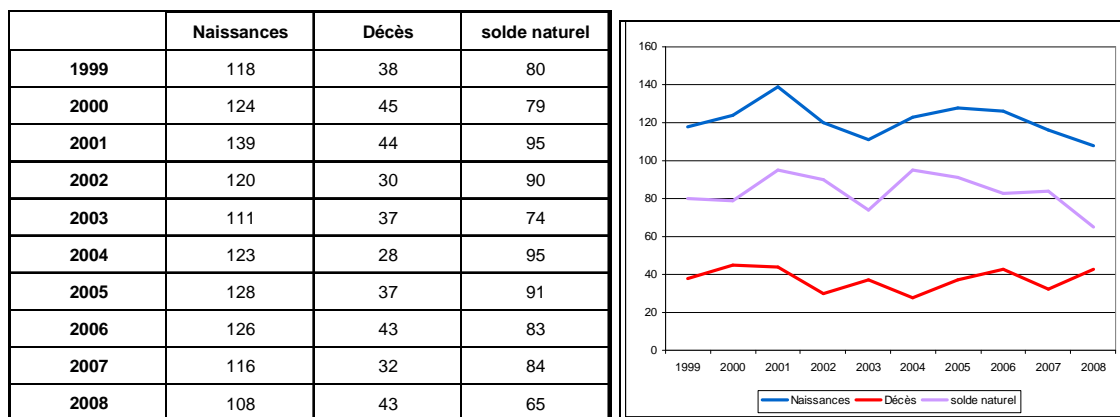 Naissances Décès solde naturel
1999 118 38 80
2000 124 45 79
2001 139 44 95
2002 120 30 90
2003 111 37 74
2004 123 28 95
2005 128 37 91
2006 126 43 83
2007 116 32 84
2008 108 43 65
160
140
120
100
80
60
40
20
0
1999 2000 2001 2002 2003 2004 2005 2006 2007 2008
Naissances Décès solde naturel